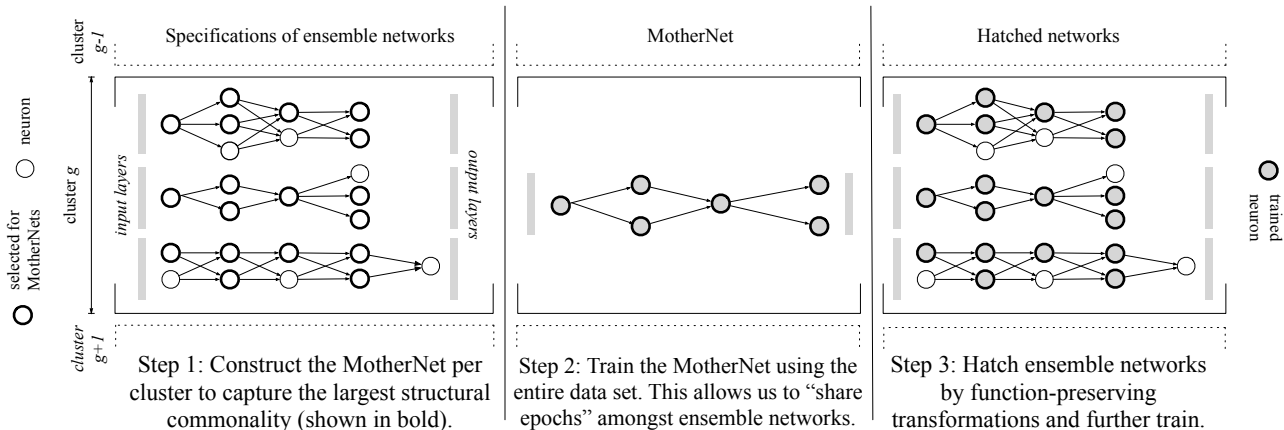 cluster
g-1
Specifications of ensemble networks
MotherNet
Hatched networks
neuron
selected for
MotherNets
cluster g
input layers
output layers
trained
neuron
cluster
g+1
Step 1: Construct the MotherNet per
cluster to capture the largest structural
commonality (shown in bold).
Step 2: Train the MotherNet using the
entire data set. This allows us to “share
epochs” amongst ensemble networks.
Step 3: Hatch ensemble networks
by function-preserving
transformations and further train.